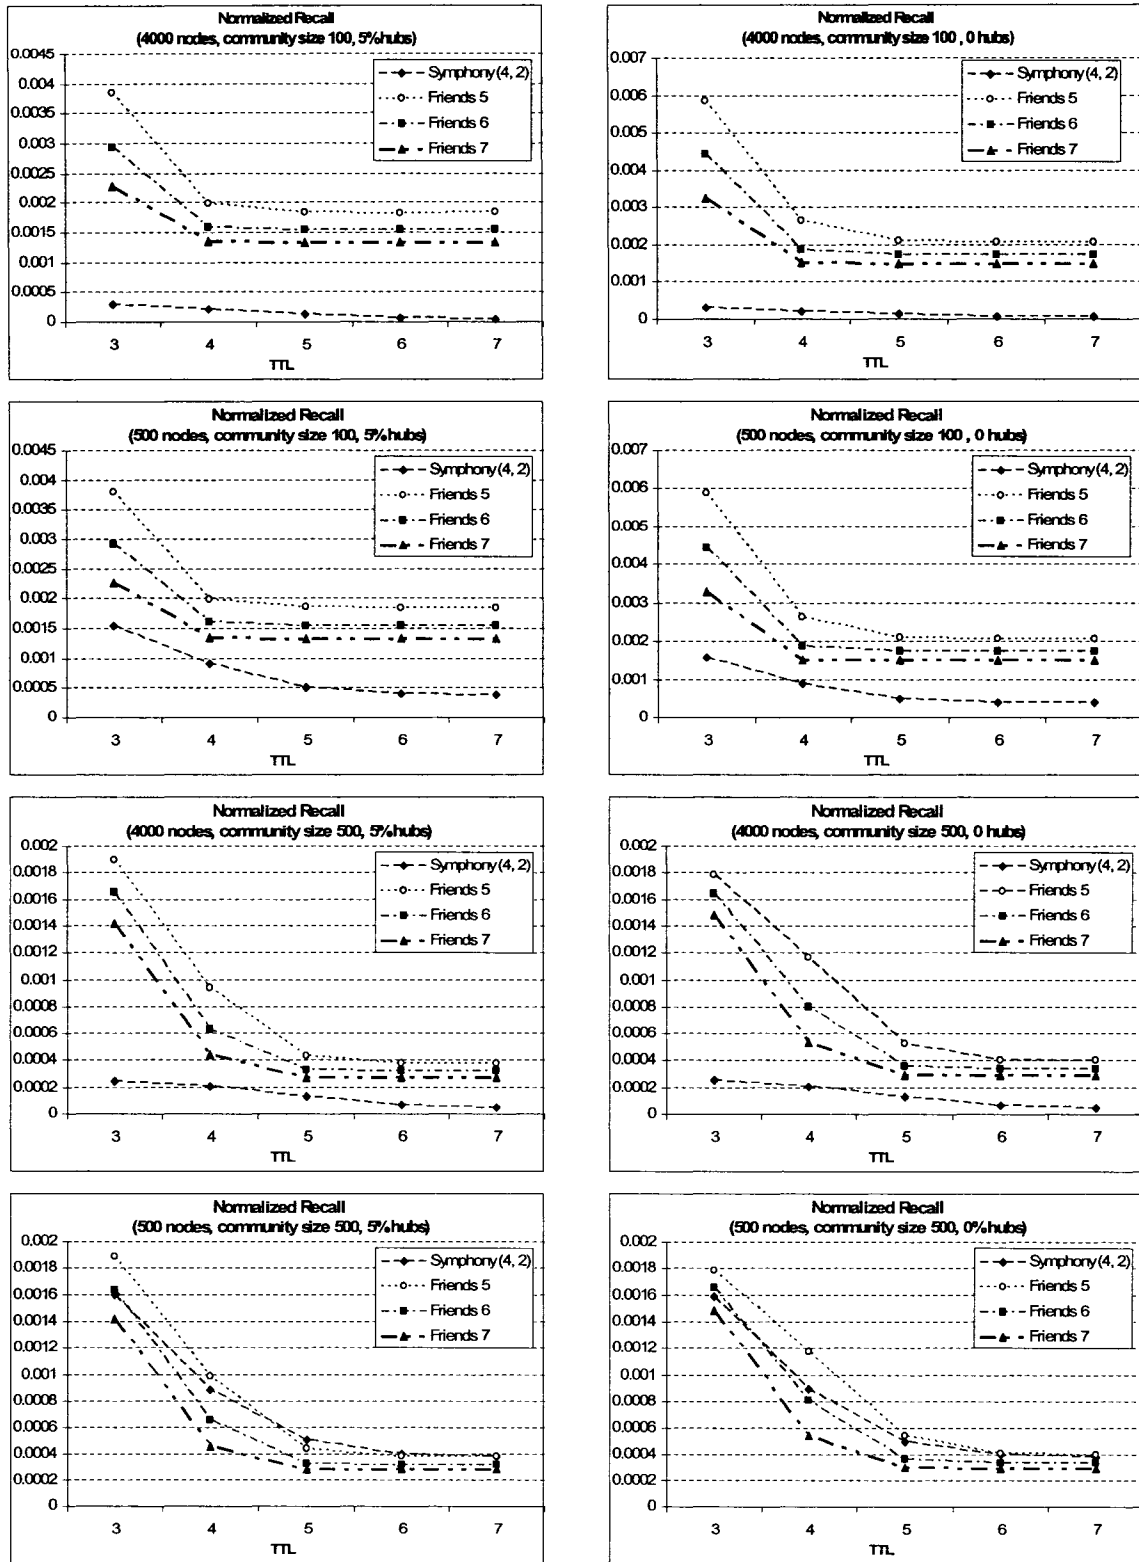 Normalized Recall
(4000 nodes, community size 100, 5% hubs)
0.0045
0.004
0.0035
0.003
0.0025
0.002
0.0015
0.001
0.0005
0
Symphony (4, 2)
Friends 5
Friends 6
Friends 7
3 4 5 6 7
TTL
Normalized Recall
(4000 nodes, community size 100 , 0 hubs)
0.007
0.006
0.005
0.004
0.003
0.002
0.001
0
Symphony (4, 2)
Friends 5
Friends 6
Friends 7
3 4 5 6 7
TTL
Normalized Recall
(500 nodes, community size 100, 5% hubs)
0.0045
0.004
0.0035
0.003
0.0025
0.002
0.0015
0.001
0.0005
0
Symphony (4, 2)
Friends 5
Friends 6
Friends 7
3 4 5 6 7
TTL
Normalized Recall
(500 nodes, community size 100 , 0 hubs)
0.007
0.006
0.005
0.004
0.003
0.002
0.001
0
Symphony (4, 2)
Friends 5
Friends 6
Friends 7
3 4 5 6 7
TTL
Normalized Recall
(4000 nodes, community size 500, 5% hubs)
0.002
0.0018
0.0016
0.0014
0.0012
0.001
0.0008
0.0006
0.0004
0.0002
0
Symphony (4, 2)
Friends 5
Friends 6
Friends 7
3 4 5 6 7
TTL
Normalized Recall
(4000 nodes, community size 500, 0 hubs)
0.002
0.0018
0.0016
0.0014
0.0012
0.001
0.0008
0.0006
0.0004
0.0002
0
Symphony (4, 2)
Friends 5
Friends 6
Friends 7
3 4 5 6 7
TTL
Normalized Recall
(500 nodes, community size 500, 5% hubs)
0.002
0.0018
0.0016
0.0014
0.0012
0.001
0.0008
0.0006
0.0004
0.0002
0
Symphony (4, 2)
Friends 5
Friends 6
Friends 7
3 4 5 6 7
TTL
Normalized Recall
(500 nodes, community size 500, 0% hubs)
0.002
0.0018
0.0016
0.0014
0.0012
0.001
0.0008
0.0006
0.0004
0.0002
0
Symphony (4, 2)
Friends 5
Friends 6
Friends 7
3 4 5 6 7
TTL